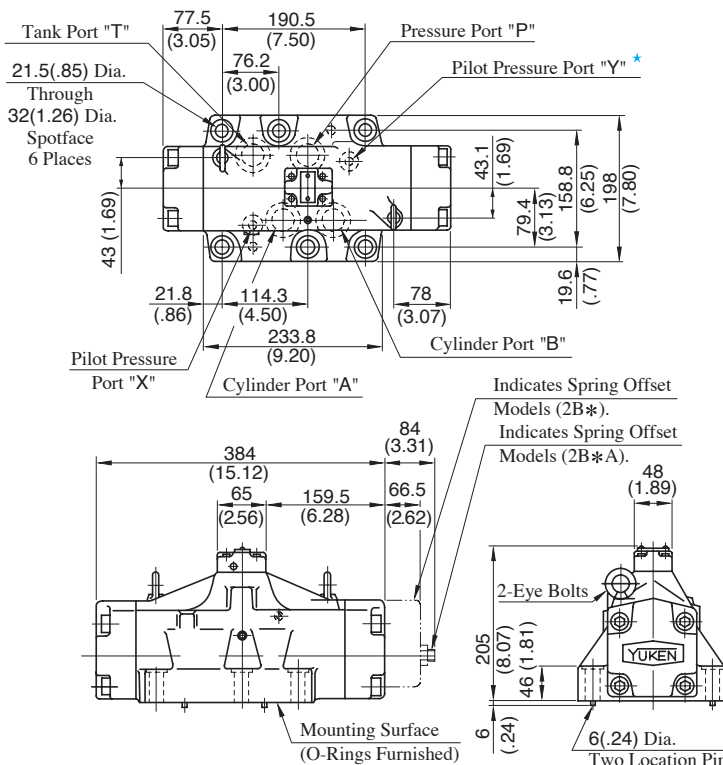 77.5
(3.05)
190.5
(7.50)
Tank Port "T"
Pressure Port "P"
76.2
(3.00)
Pilot Pressure Port "Y" ★
21.5(.85) Dia.
Through
32(1.26) Dia.
Spotface
6 Places
43.1
(1.69)
158.8
(6.25)
198
(7.80)
79.4
(3.13)
43 (1.69)
19.6
(.77)
21.8
(.86)
114.3
(4.50)
78
(3.07)
233.8
(9.20)
Pilot Pressure
Port "X"
Cylinder Port "A"
Cylinder Port "B"
Indicates Spring Offset
Models (2B*).
Indicates Spring Offset
Models (2B*A).
84
(3.31)
384
(15.12)
65
(2.56)
159.5
(6.28)
66.5
(2.62)
48
(1.89)
2-Eye Bolts
YUKEN
205
(8.07)
46 (1.81)
6
(.24)
Mounting Surface
(O-Rings Furnished)
6(.24) Dia.
Two Location Pin